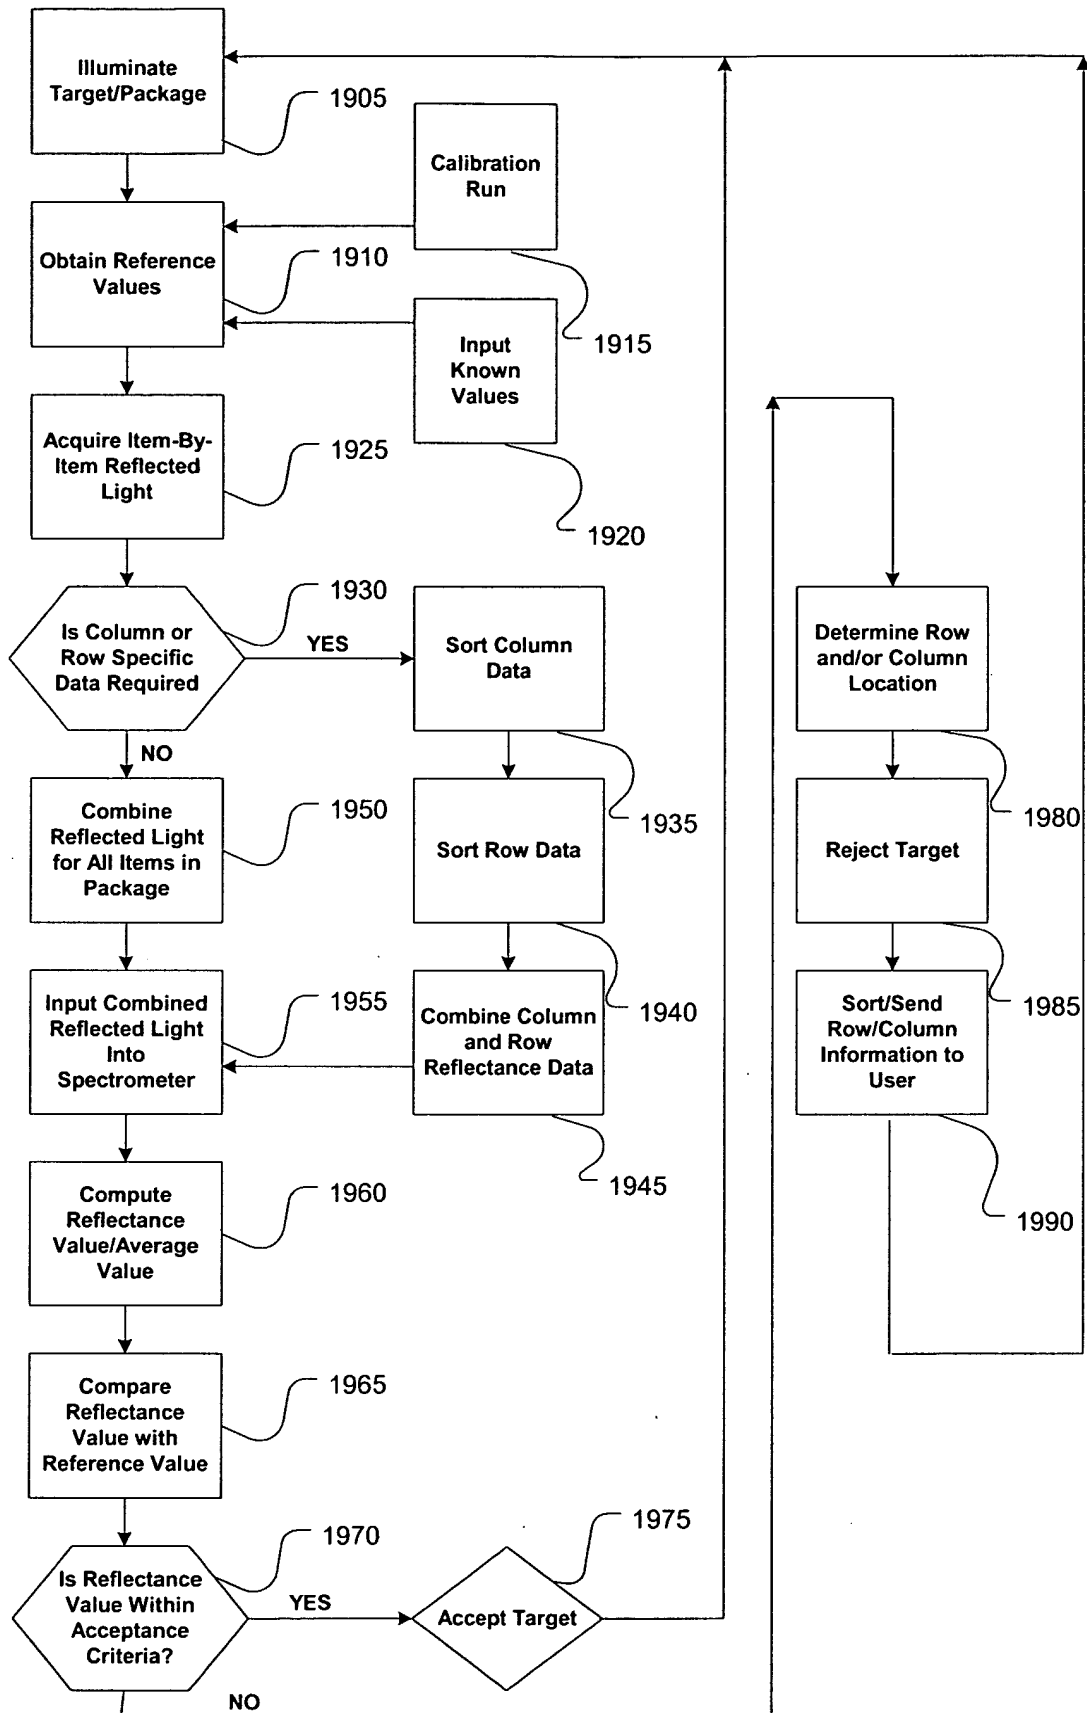 Illuminate
Target/Package
1905
Calibration
Run
1915
Obtain Reference
Values
1910
Input
Known
Values
1920
Acquire Item-By-
Item Reflected
Light
1925
Is Column or
Row Specific
Data Required
1930
YES
NO
Sort Column
Data
1935
Sort Row Data
1940
Combine Column
and Row
Reflectance Data
1945
Combine
Reflected Light
for All Items in
Package
1950
Input Combined
Reflected Light
Into
Spectrometer
1955
Compute
Reflectance
Value/Average
Value
1960
Compare
Reflectance
Value with
Reference Value
1965
Is Reflectance
Value Within
Acceptance
Criteria?
1970
YES
NO
Accept Target
1975
Determine Row
and/or Column
Location
1980
Reject Target
1985
Sort/Send
Row/Column
Information to
User
1990